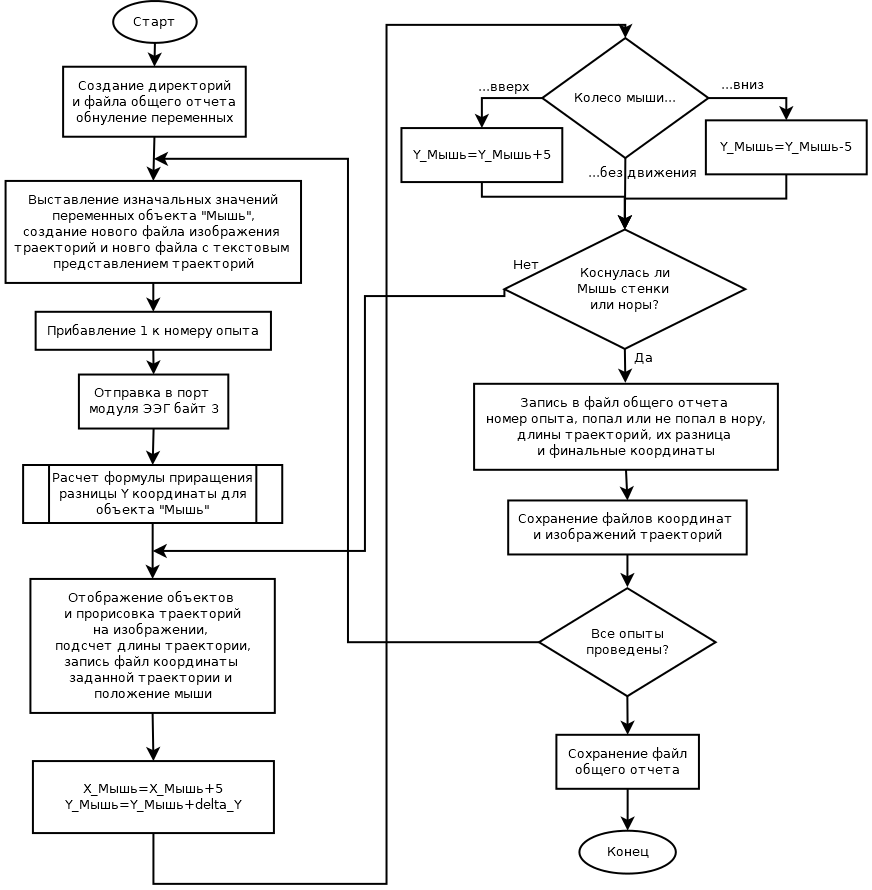 Старт
Создание директорий
и файла общего отчета
обнуление переменных
Выставление изначальных значений
переменных объекта "Мышь",
создание нового файла изображения
траекторий и новго файла с текстовым
представлением траекторий
Прибавление 1 к номеру опыта
Отправка в порт
модуля ЭЭГ байт 3
Расчет формулы приращения
разницы Y координаты для
объекта "Мышь"
Отображение объектов
и прорисовка траекторий
на изображении,
подсчет длины траектории,
запись файл координаты
заданной траектории и
положение мыши
X_Мышь=X_Мышь+5
Y_Мышь=Y_Мышь+delta_Y
Колесо мыши...
...вверх
...вниз
Y_Мышь=Y_Мышь+5
Y_Мышь=Y_Мышь-5
...без движения
Коснулась ли
Мышь стенки
или норы?
Нет
Да
Запись в файл общего отчета
номер опыта, попал или не попал в нору,
длины траекторий, их разница
и финальные координаты
Сохранение файлов координат
и изображений траекторий
Все опыты
проведены?
Сохранение файл
общего отчета
Конец